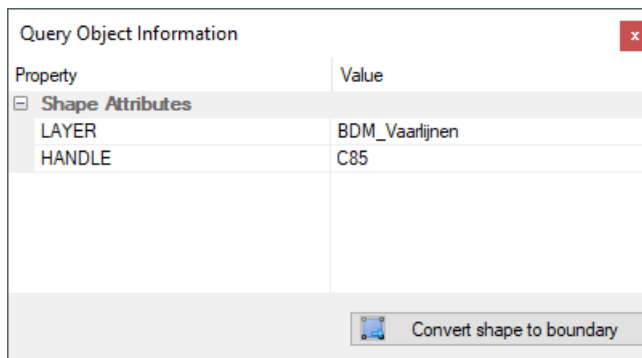 Query Object Information
x
Property Value
Shape Attributes
LAYER BDM_Vaarlijnen
HANDLE C85
Convert shape to boundary